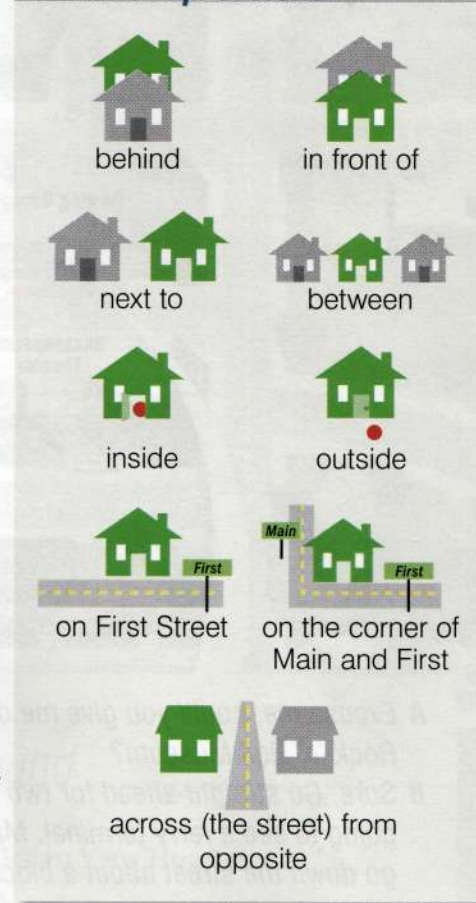 behind
in front of
next to
between
inside
outside
First
on First Street
Main
First
on the corner of
Main and First
across (the street) from
opposite